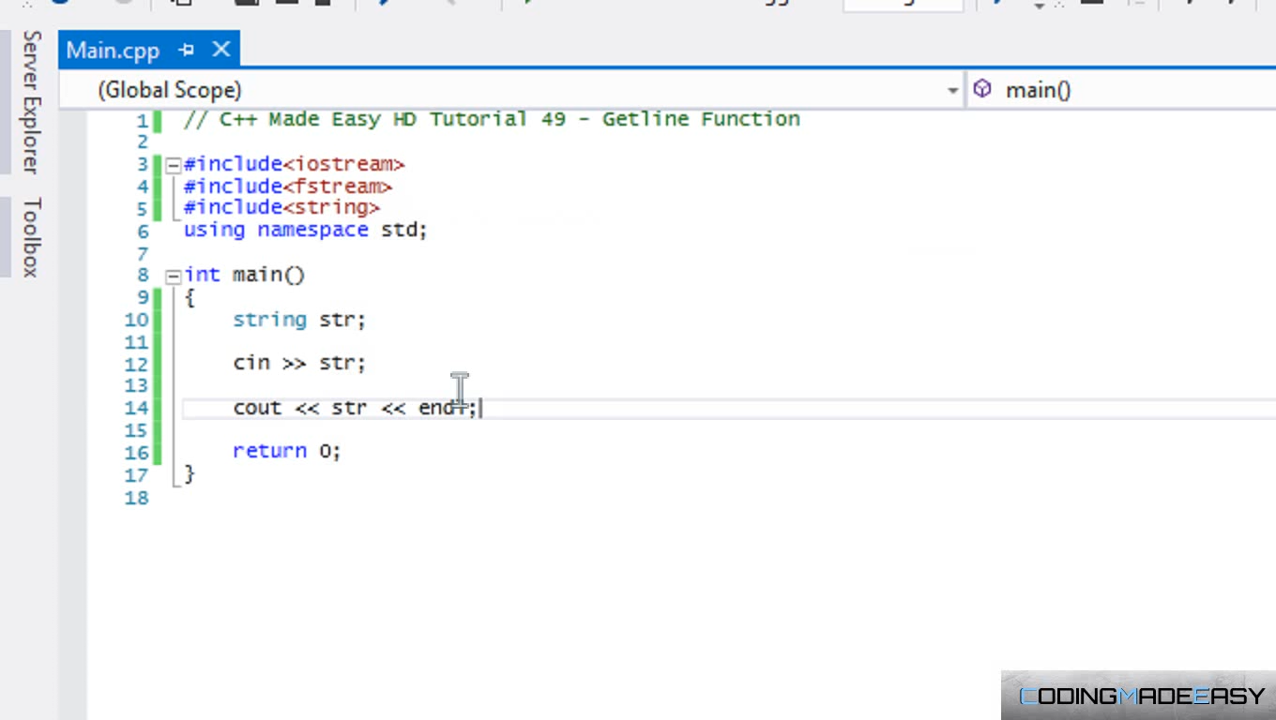 Main.cpp
(Global Scope)
main()
Server Explorer
Toolbox
1 // C++ Made Easy HD Tutorial 49 - Getline Function
2
3 #include<iostream>
4 #include<fstream>
5 #include<string>
6 using namespace std;
7
8 int main()
9 {
10 string str;
11
12 cin >> str;
13
14 cout << str << endl;
15
16 return 0;
17 }
18
CODINGMADEEASY